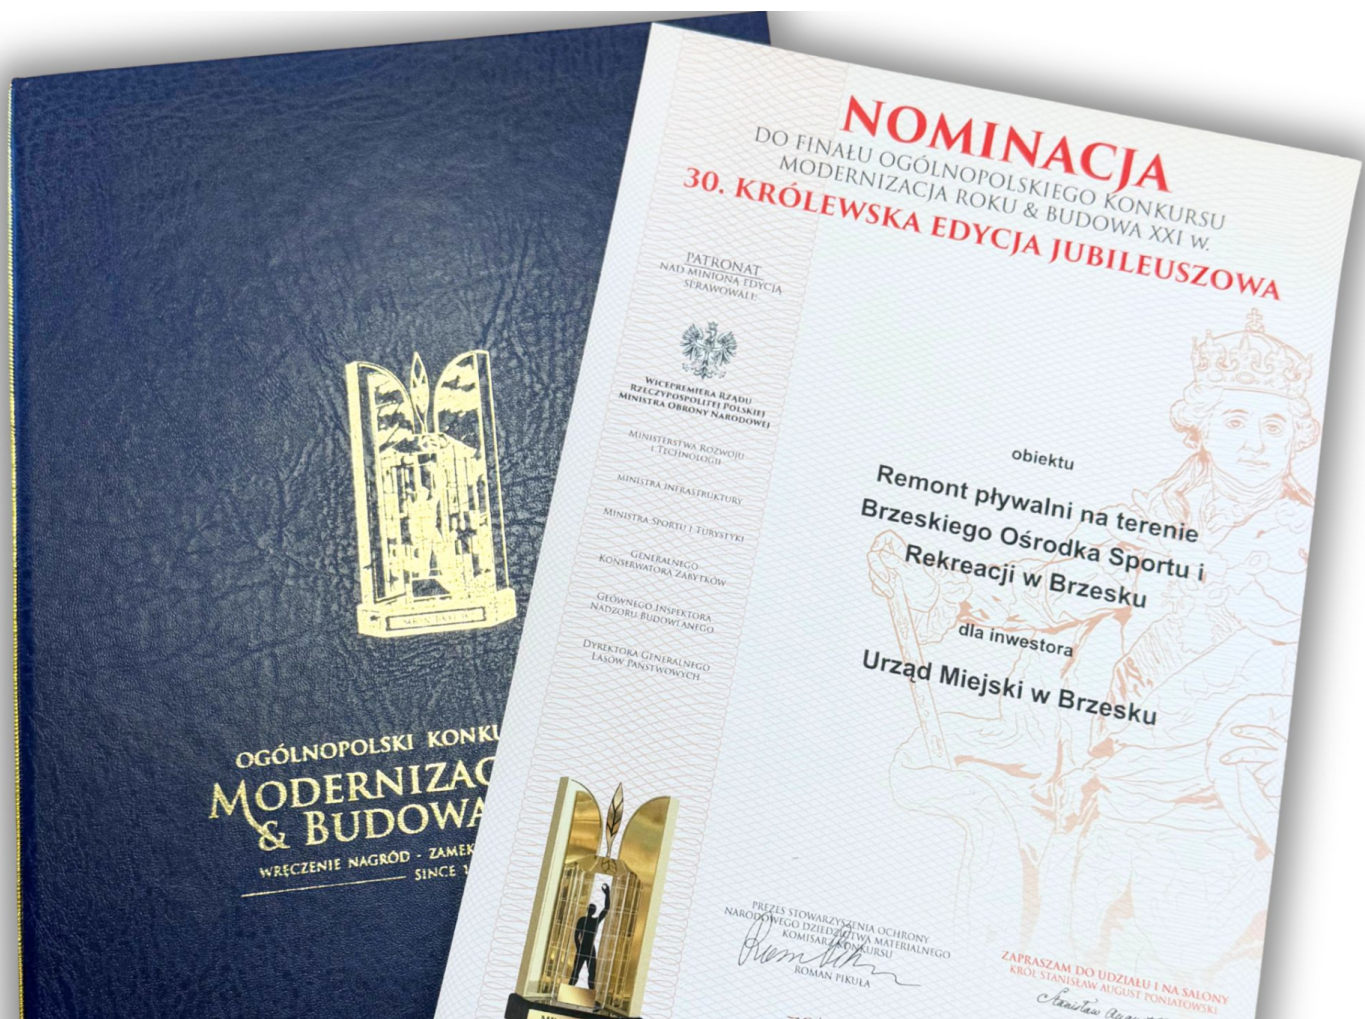 OGÓLNOPOLSKI
MODERNIZAC
& BUDOWA
WRĘCZENIE NAGRÓD - ZAMEK
SINCE
NOMINACJA
DO FINAŁU OGÓLNOPOLSKIEGO KONKURSU
MODERNIZACJA ROKU & BUDOWA XXI W.
30. KRÓLEWSKA EDYCJA JUBILEUSZOWA
PATRONAT
NAD MINIONĄ EDYCJĄ
SPRAWOWALI:
WICEPREMIERA RZĄDU
RZECZYPOSPOLITEJ POLSKIEJ
MINISTRA OBRONY NARODOWEJ
MINISTERSTWA ROZWOJU
I TECHNOLOGII
MINISTRA INFRASTRUKTURY
MINISTRA SPORTU I TURYSTYKI
GENERALNEGO
KONSERWATORA ZABYTKÓW
GŁÓWNEGO INSPEKTORA
NADZORU BUDOWLANEGO
DYREKTORA GENERALNEGO
LASÓW PAŃSTWOWYCH
obiektu
Remont pływalni na terenie
Brzeskiego Ośrodka Sportu i
Rekreacji w Brzesku
dla inwestora
Urząd Miejski w Brzesku
PREZES STOWARZYSZENIA OCHRONY
NARODOWEGO DZIEDZICTWA MATERIALNEGO
KOMISARZ KONKURSU
ROMAN PIKUŁA
ZAPRASZAM DO UDZIAŁU I NA SALONY
KRÓL STANISŁAW AUGUST PONIATOWSKI